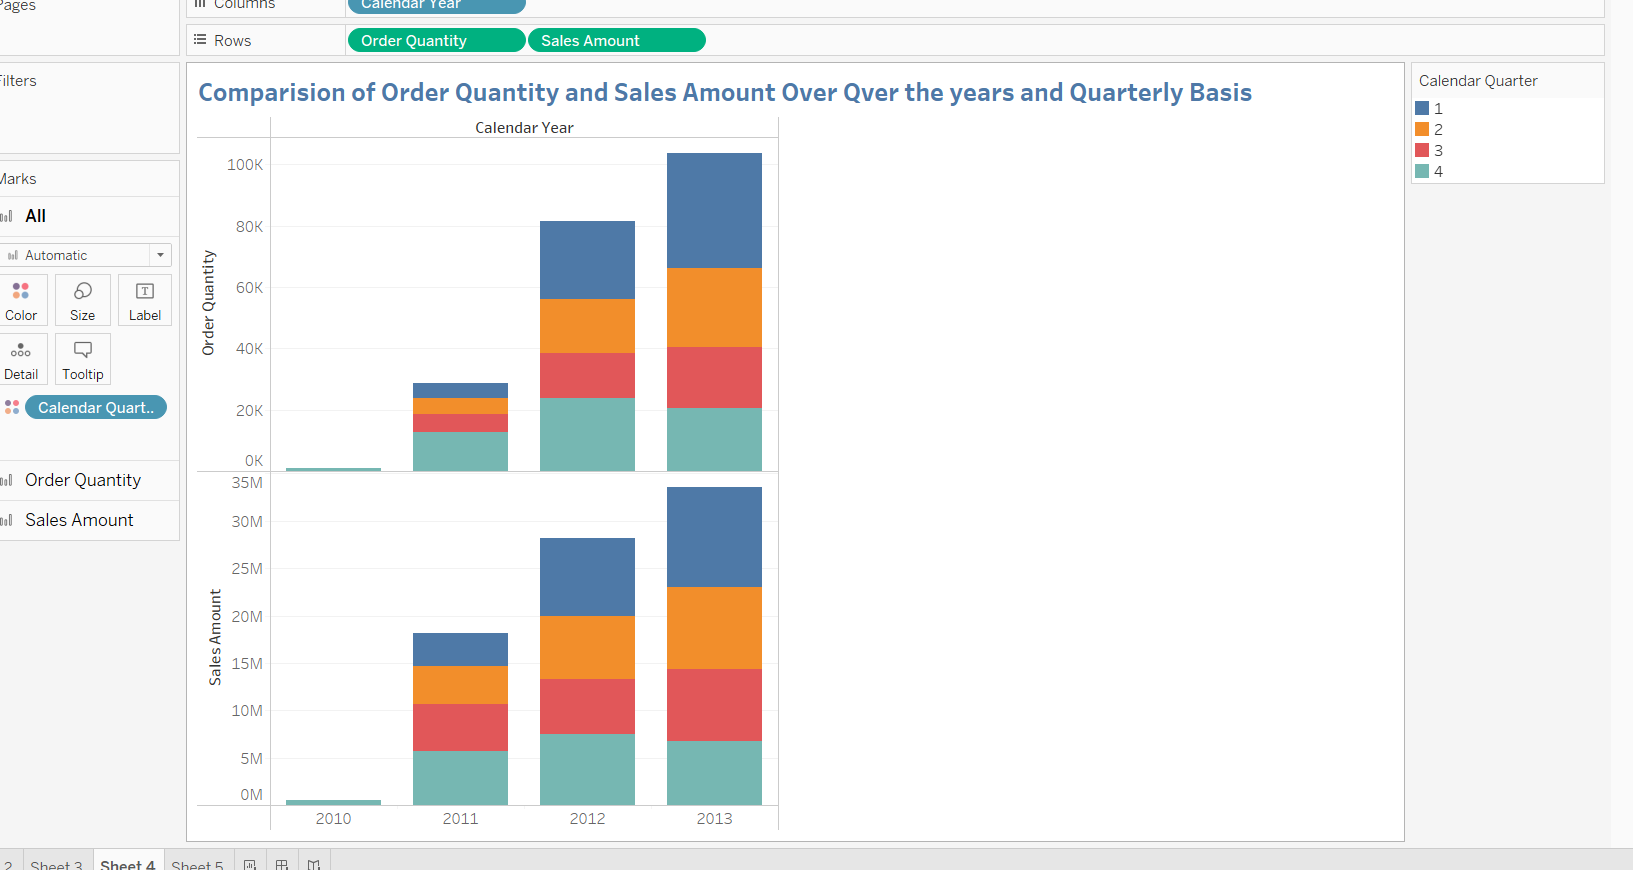 Pages
Columns Calendar Year
Rows Order Quantity Sales Amount
Filters
Marks
All
Automatic
Color Size Label
Detail Tooltip
Calendar Quart..
Order Quantity
Sales Amount
Comparision of Order Quantity and Sales Amount Over Qver the years and Quarterly Basis
Calendar Year
Order Quantity
100K
80K
60K
40K
20K
0K
Sales Amount
35M
30M
25M
20M
15M
10M
5M
0M
2010 2011 2012 2013
Calendar Quarter
1
2
3
4
2 Sheet 3 Sheet 4 Sheet 5